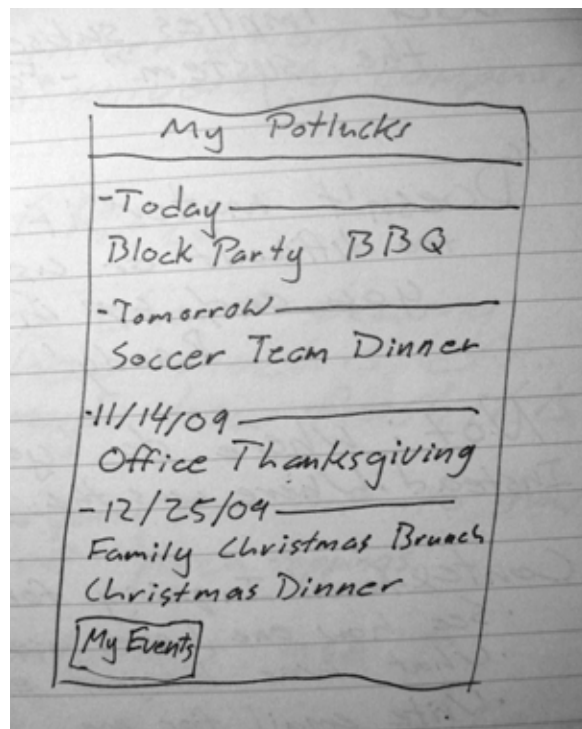 My Potlucks
-Today
Block Party BBQ
-Tomorrow
Soccer Team Dinner
-11/14/09
Office Thanksgiving
-12/25/09
Family Christmas Brunch
Christmas Dinner
My Events